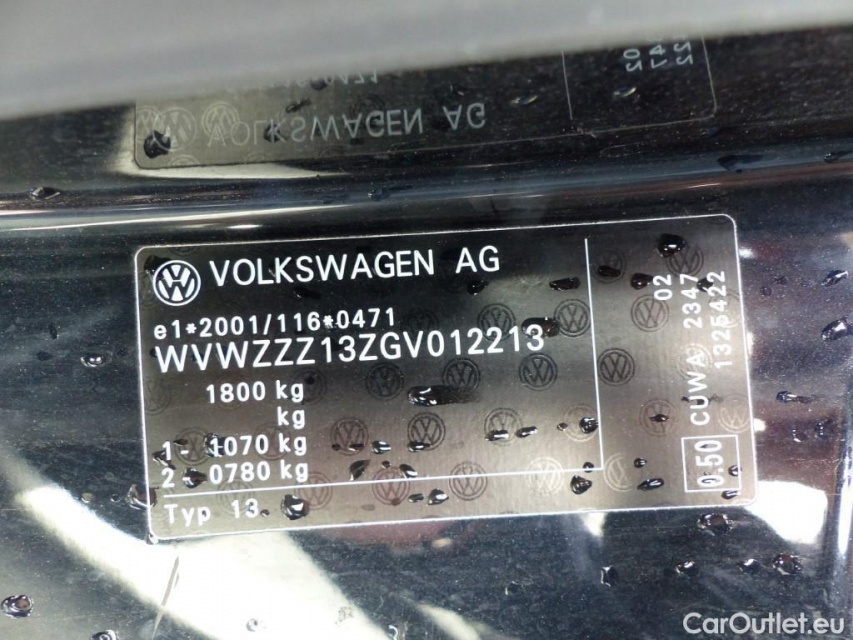 VOLKSWAGEN AG
VOLKSWAGEN AG
e1*2001/116*0471
WVWZZZ13ZGV012213
1800 kg
kg
1- 1070 kg
2- 0780 kg
Typ 13
02
CUWA 2347
1325422
0.50
CarOutlet.eu